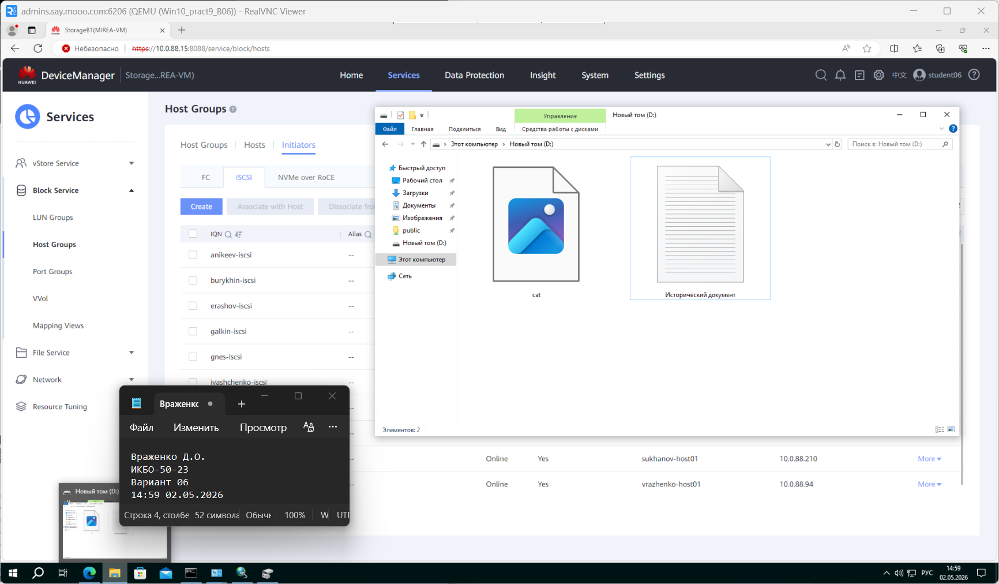 admins.say.mooo.com:6206 (QEMU (Win10_pract9_B06)) - RealVNC Viewer
StorageB1(MIREA-VM)
Небезопасно
https://10.0.88.15:8088/service/block/hosts
HUAWEI
DeviceManager
Storage...REA-VM)
Home
Services
Data Protection
Insight
System
Settings
中文
student06
Services
vStore Service
Block Service
LUN Groups
Host Groups
Port Groups
VVol
Mapping Views
File Service
Network
Resource Tuning
Host Groups
Host Groups
Hosts
Initiators
FC
iSCSI
NVMe over RoCE
Create
Associate with Host
Dissociate fro
IQN
Alias
anikeev-iscsi
--
burykhin-iscsi
--
erashov-iscsi
--
galkin-iscsi
--
gnes-iscsi
--
ivashchenko-iscsi
--
Online
Yes
sukhanov-host01
10.0.88.210
More
Online
Yes
vrazhenko-host01
10.0.88.94
More
Управление
Новый том (D:)
Файл
Главная
Поделиться
Вид
Средства работы с дисками
Этот компьютер
Новый том (D:)
Поиск в: Новый том (D:)
Быстрый доступ
Рабочий стол
Загрузки
Документы
Изображения
public
Новый том (D:)
Этот компьютер
Сеть
cat
Исторический документ
Элементов: 2
Враженко
Файл
Изменить
Просмотр
Враженко Д.О.
ИКБО-50-23
Вариант 06
14:59 02.05.2026
Строка 4, столбе
52 символа
Обычн
100%
W
UTF
Новый том (D:)
РУС
14:59
02.05.2026